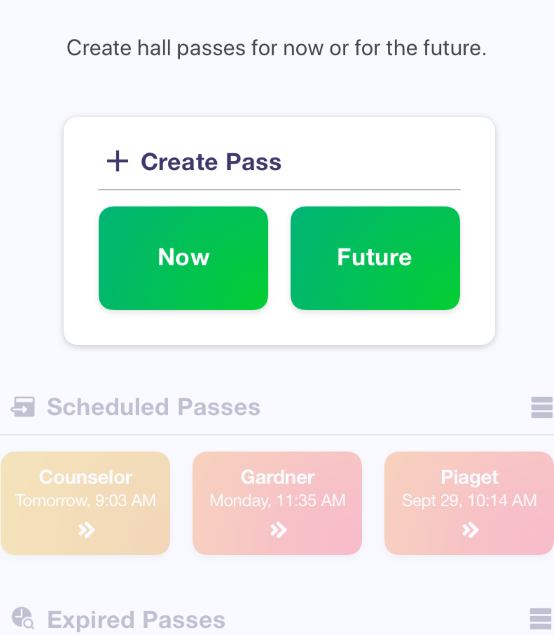 Create hall passes for now or for the future.
Create Pass
Now
Future
Scheduled Passes
Counselor
Tomorrow, 9:03 AM
Gardner
Monday, 11:35 AM
Piaget
Sept 29, 10:14 AM
Expired Passes